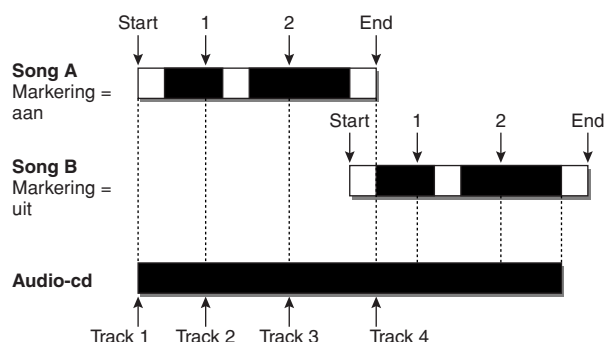 Start 1 2 End
Song A
Markering =
aan
Start 1 2 End
Song B
Markering =
uit
Audio-cd
Track 1 Track 2 Track 3 Track 4